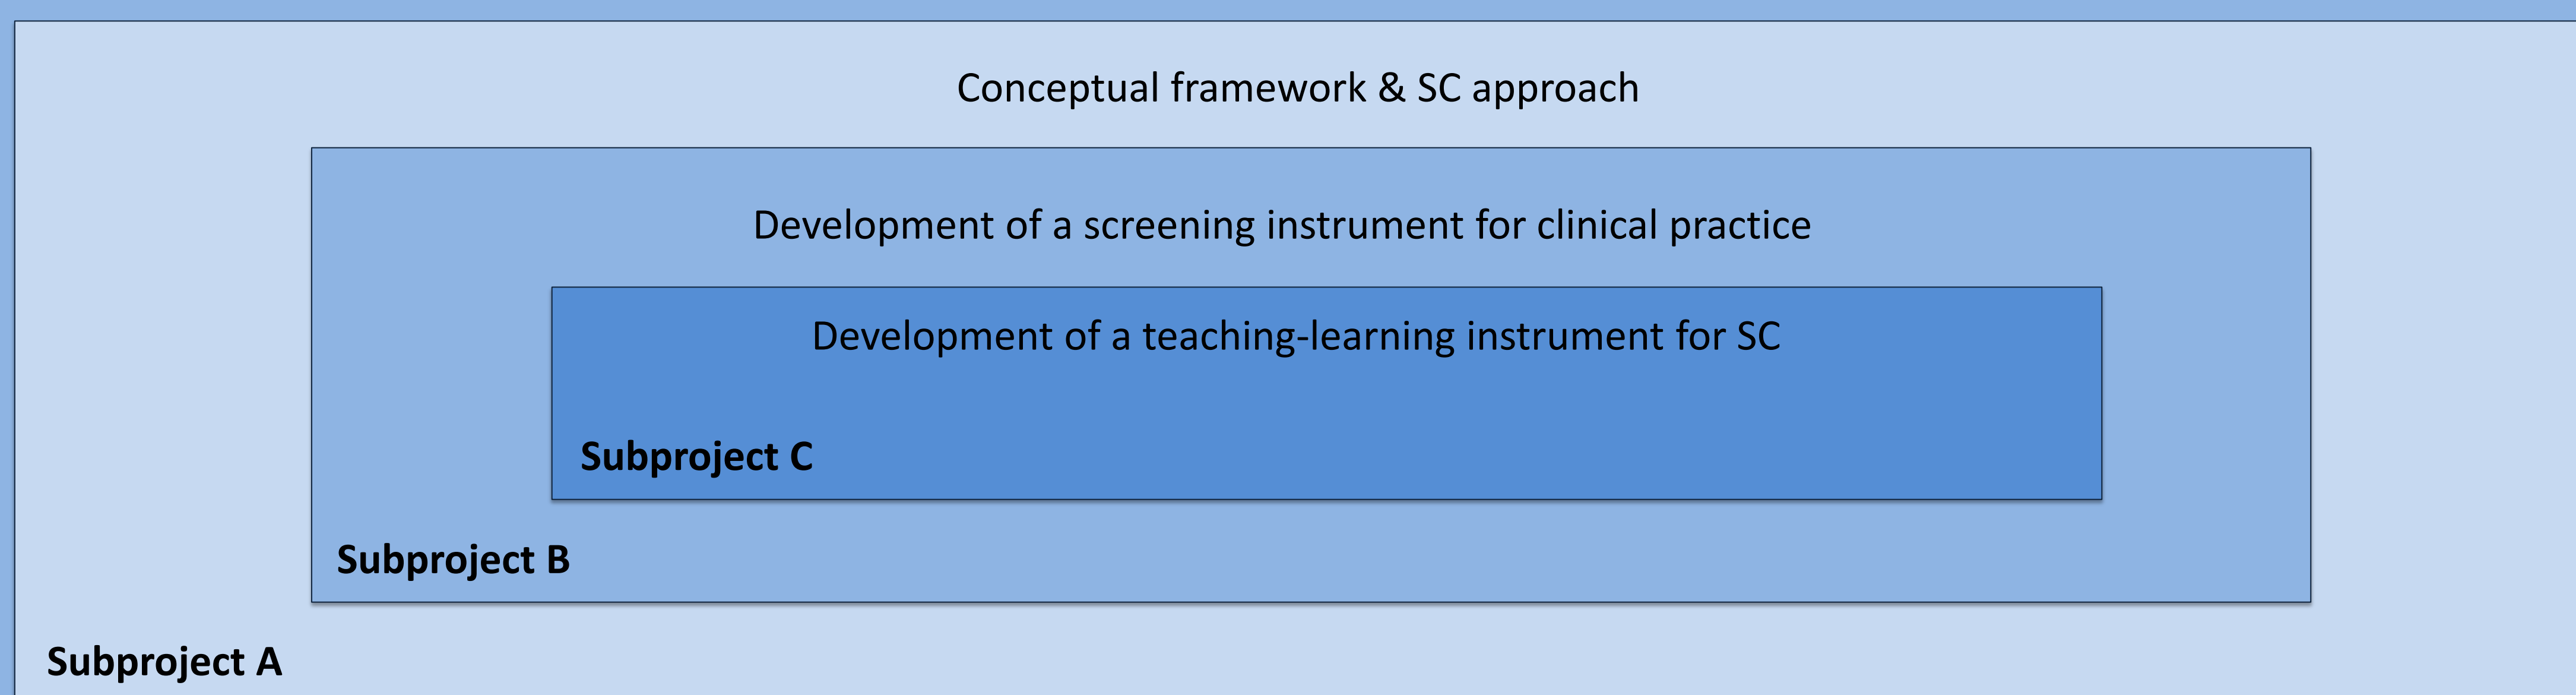 Conceptual framework & SC approach
Development of a screening instrument for clinical practice
Development of a teaching-learning instrument for SC
Subproject C
Subproject B
Subproject A